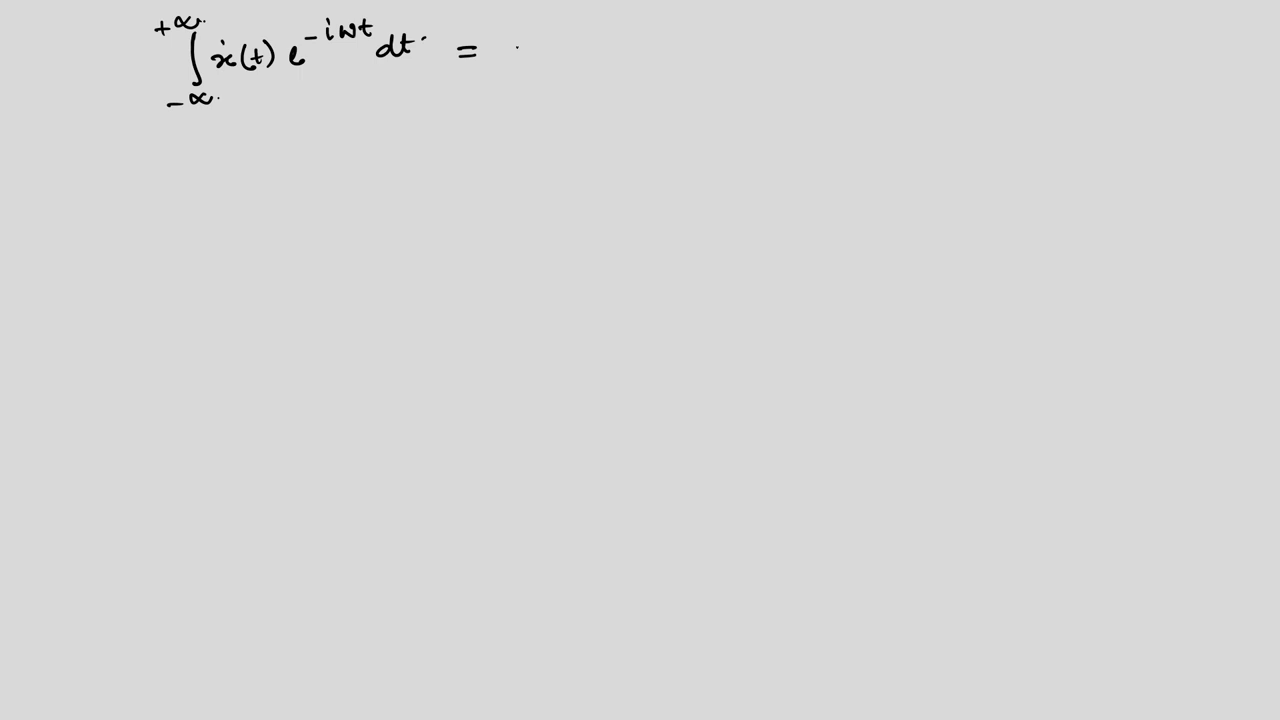 ∫_{-∞}^{+∞} ẋ(t) e^{-iωt} dt =